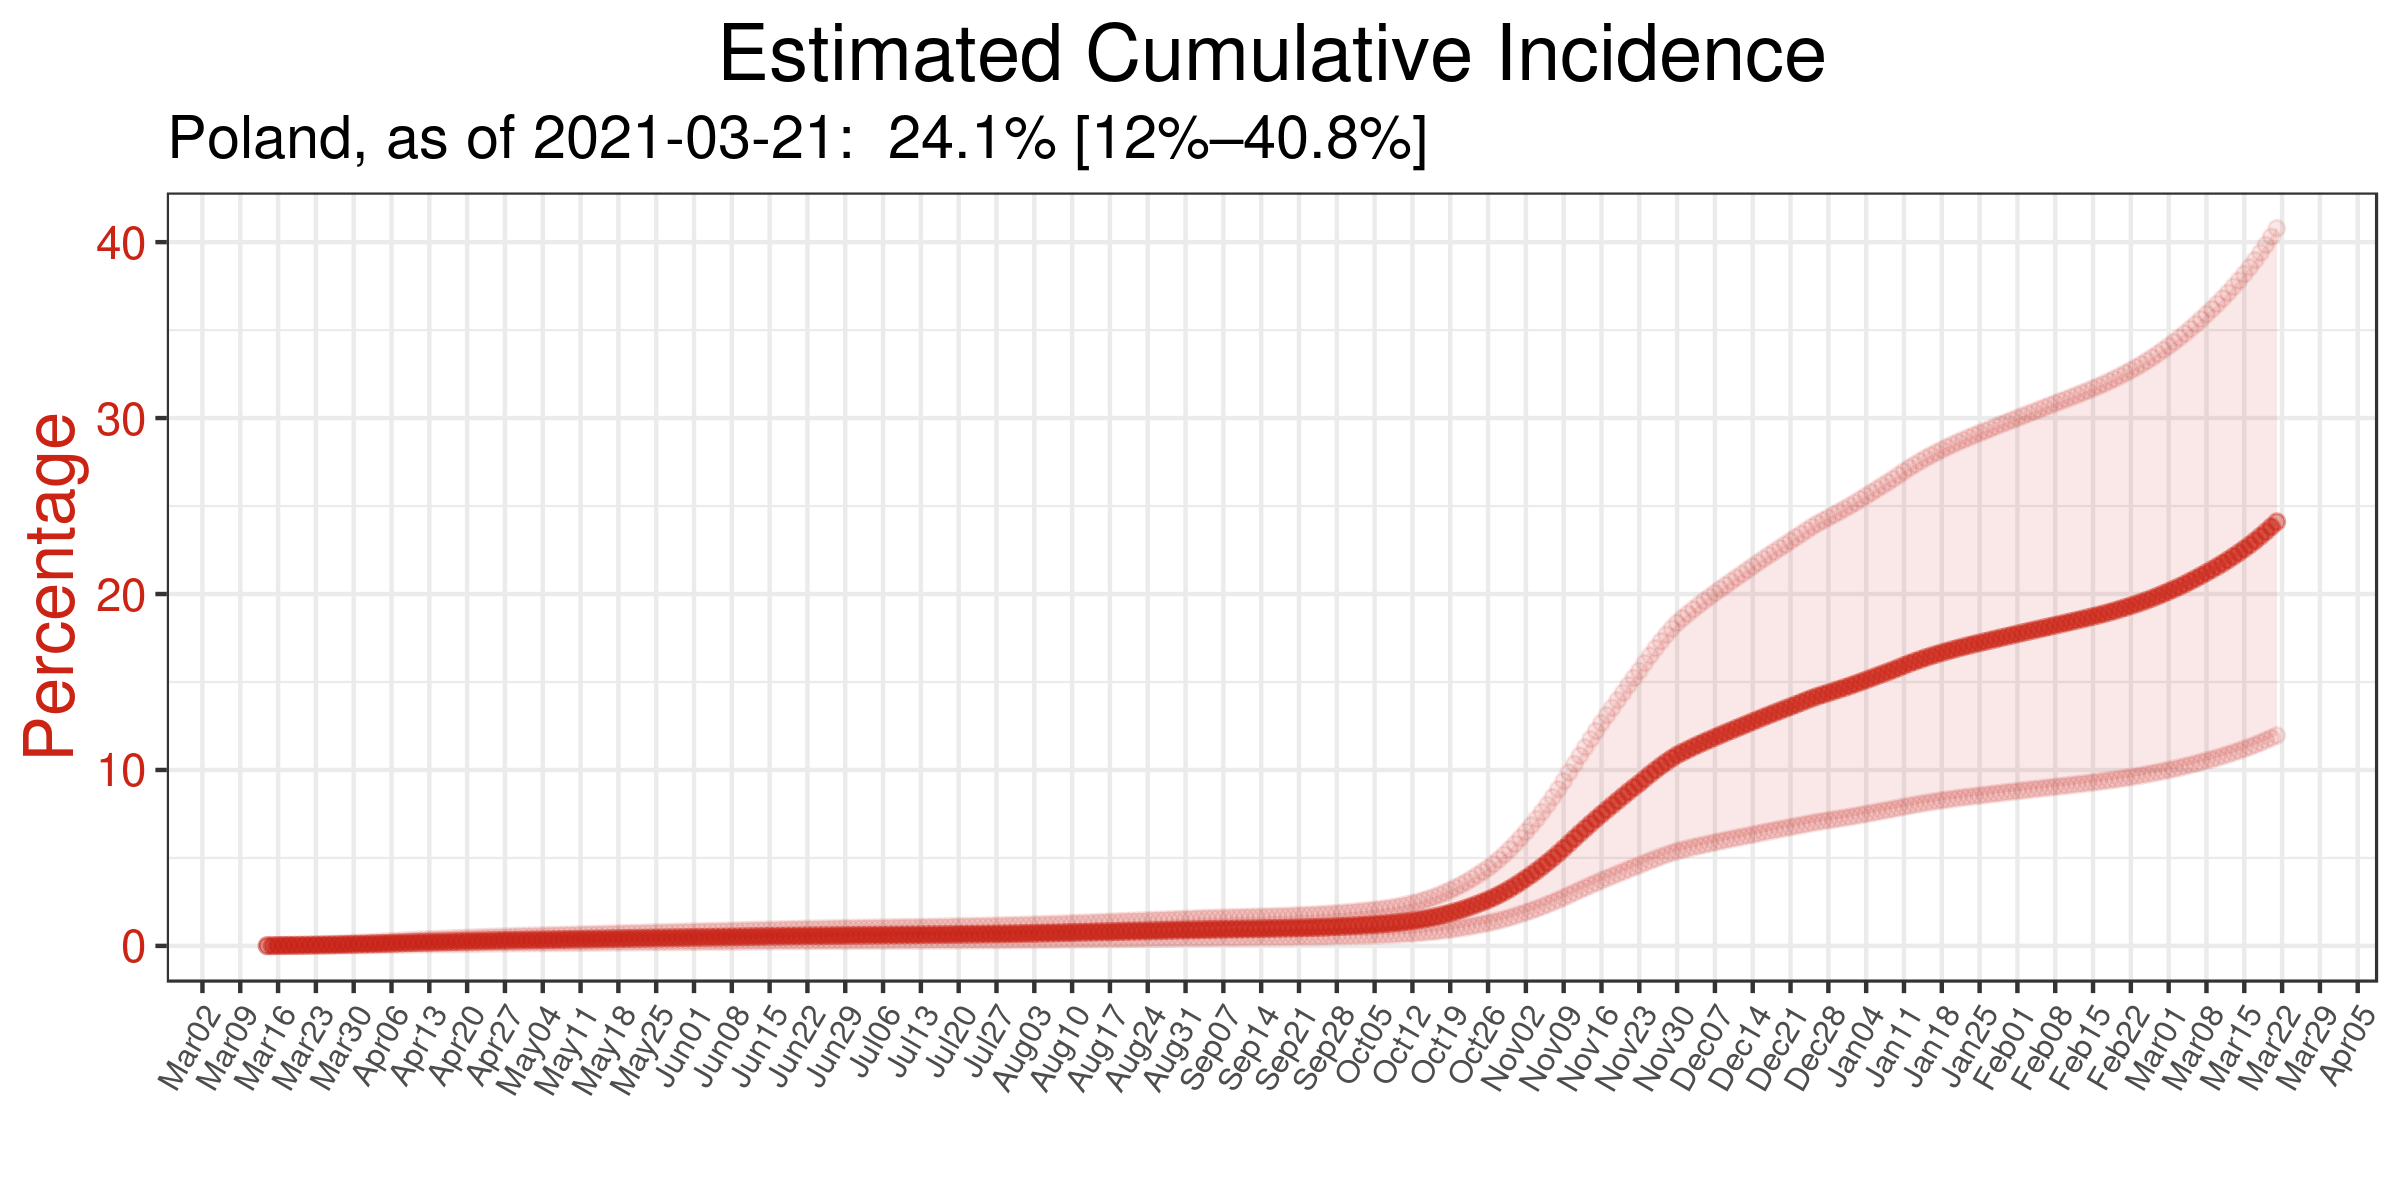 Estimated Cumulative Incidence
Poland, as of 2021-03-21: 24.1% [12%–40.8%]
Percentage
40
30
20
10
0
Mar02
Mar09
Mar16
Mar23
Mar30
Apr06
Apr13
Apr20
Apr27
May04
May11
May18
May25
Jun01
Jun08
Jun15
Jun22
Jun29
Jul06
Jul13
Jul20
Jul27
Aug03
Aug10
Aug17
Aug24
Aug31
Sep07
Sep14
Sep21
Sep28
Oct05
Oct12
Oct19
Oct26
Nov02
Nov09
Nov16
Nov23
Nov30
Dec07
Dec14
Dec21
Dec28
Jan04
Jan11
Jan18
Jan25
Feb01
Feb08
Feb15
Feb22
Mar01
Mar08
Mar15
Mar22
Mar29
Apr05